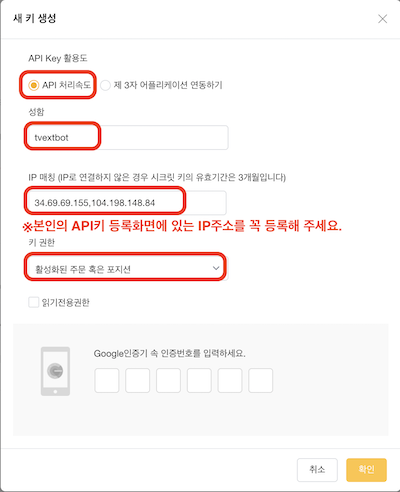 새 키 생성
API Key 활용도
API 처리속도 제 3자 어플리케이션 연동하기
성함
tvextbot
IP 매칭 (IP로 연결하지 않은 경우 시크릿 키의 유효기간은 3개월입니다)
34.69.69.155,104.198.148.84
※본인의 API키 등록화면에 있는 IP주소를 꼭 등록해 주세요.
키 권한
활성화된 주문 혹은 포지션
읽기전용권한
Google인증기 속 인증번호를 입력하세요.
취소 확인